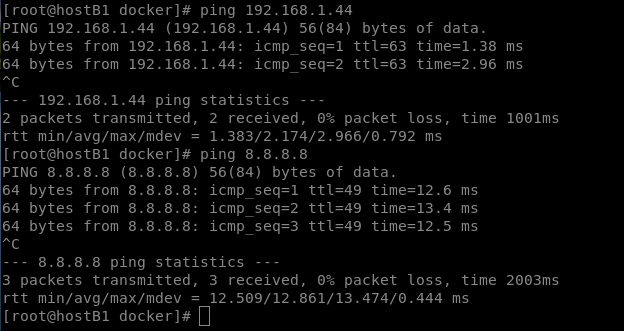 [root@hostB1 docker]# ping 192.168.1.44
PING 192.168.1.44 (192.168.1.44) 56(84) bytes of data.
64 bytes from 192.168.1.44: icmp_seq=1 ttl=63 time=1.38 ms
64 bytes from 192.168.1.44: icmp_seq=2 ttl=63 time=2.96 ms
^C
--- 192.168.1.44 ping statistics ---
2 packets transmitted, 2 received, 0% packet loss, time 1001ms
rtt min/avg/max/mdev = 1.383/2.174/2.966/0.792 ms
[root@hostB1 docker]# ping 8.8.8.8
PING 8.8.8.8 (8.8.8.8) 56(84) bytes of data.
64 bytes from 8.8.8.8: icmp_seq=1 ttl=49 time=12.6 ms
64 bytes from 8.8.8.8: icmp_seq=2 ttl=49 time=13.4 ms
64 bytes from 8.8.8.8: icmp_seq=3 ttl=49 time=12.5 ms
^C
--- 8.8.8.8 ping statistics ---
3 packets transmitted, 3 received, 0% packet loss, time 2003ms
rtt min/avg/max/mdev = 12.509/12.861/13.474/0.444 ms
[root@hostB1 docker]#